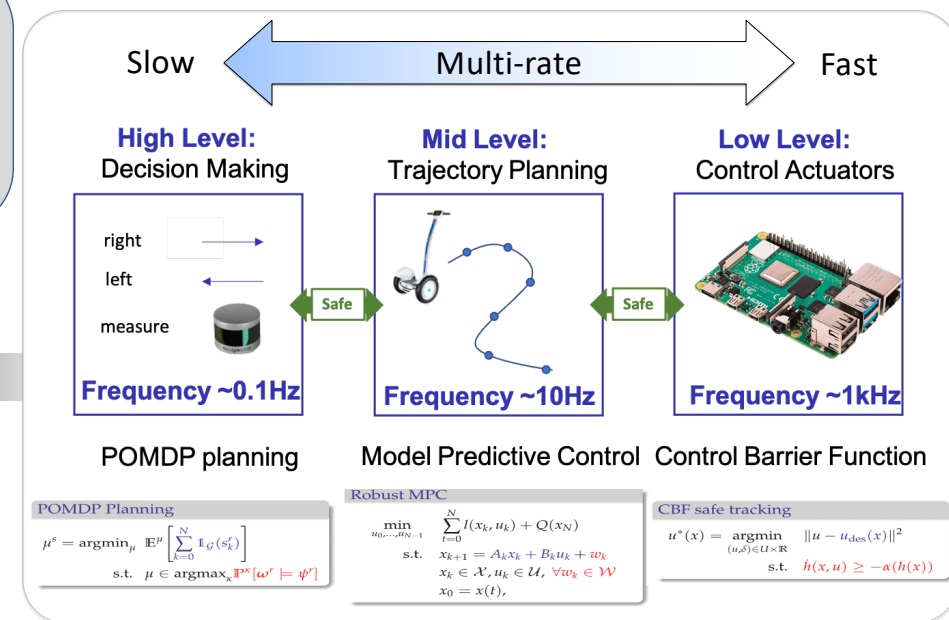 Slow
Multi-rate
Fast
High Level:
Decision Making
right
left
measure
Frequency ~0.1Hz
Safe
Mid Level:
Trajectory Planning
Frequency ~10Hz
Safe
Low Level:
Control Actuators
Frequency ~1kHz
POMDP planning
Model Predictive Control
Control Barrier Function
POMDP Planning
μˢ = argmin_μ 𝔼^μ [∑_{k=0}^{N} 𝟙_𝒢(s_k^r)]
s.t. μ ∈ argmax_κ ℙ^κ[ω^r ⊨ ψ^r]
Robust MPC
min_{u_0,...,u_{N−1}} ∑_{t=0}^{N} l(x_k, u_k) + Q(x_N)
s.t. x_{k+1} = A_k x_k + B_k u_k + w_k
x_k ∈ 𝒳, u_k ∈ 𝒰, ∀w_k ∈ 𝒲
x_0 = x(t),
CBF safe tracking
u*(x) = argmin_{(u,δ)∈U×ℝ} ‖u − u_des(x)‖²
s.t. ḣ(x, u) ≥ −α(h(x))